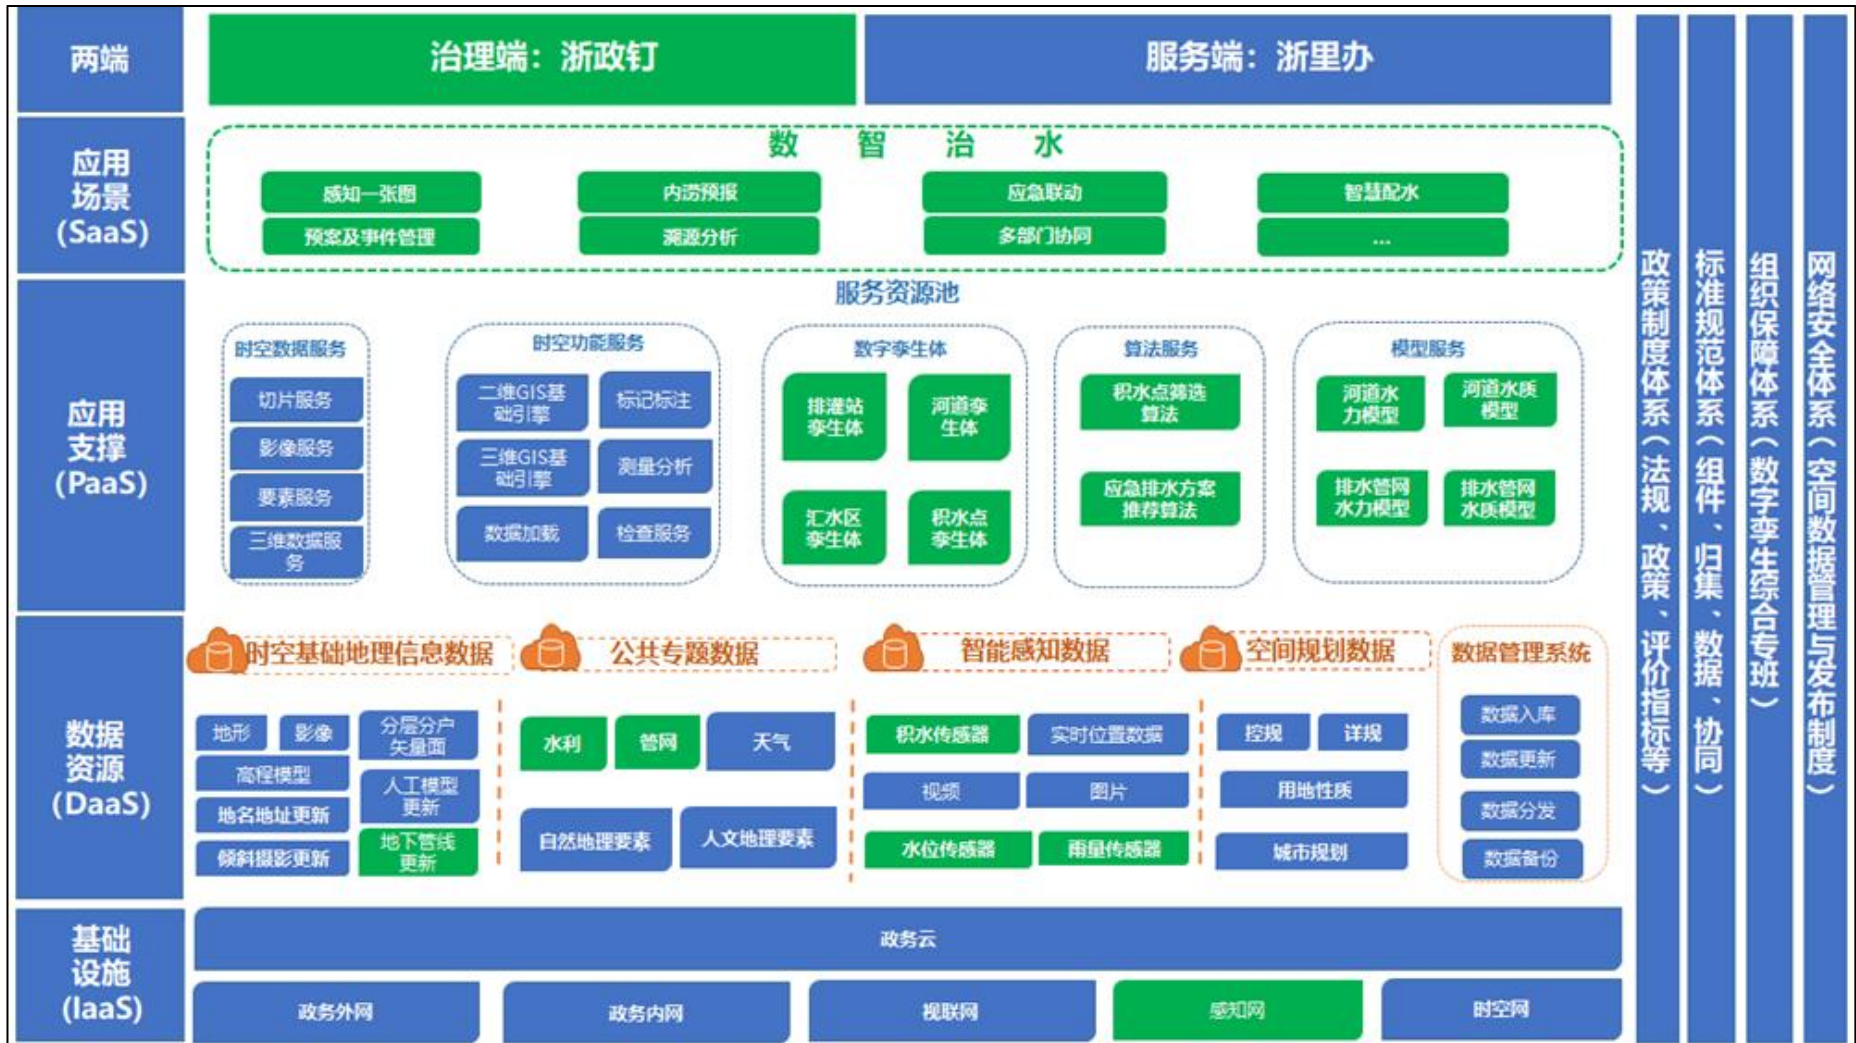 两端
治理端：浙政钉
服务端：浙里办
应用
场景
(SaaS)
数 智 治 水
感知一张图
内涝预报
应急联动
智慧配水
预案及事件管理
溯源分析
多部门协同
...
应用
支撑
(PaaS)
服务资源池
时空数据服务
切片服务
影像服务
要素服务
三维数据服
务
时空功能服务
二维GIS基
础引擎
标记标注
三维GIS基
础引擎
测量分析
数据加载
检查服务
数字孪生体
排灌站
孪生体
河道孪
生体
汇水区
孪生体
积水点
孪生体
算法服务
积水点筛选
算法
应急排水方案
推荐算法
模型服务
河道水
力模型
河道水质
模型
排水管网
水力模型
排水管网
水质模型
数据
资源
(DaaS)
时空基础地理信息数据
地形
影像
分层分户
矢量面
高程模型
人工模型
更新
地名地址更新
倾斜摄影更新
地下管线
更新
公共专题数据
水利
管网
天气
自然地理要素
人文地理要素
智能感知数据
积水传感器
实时位置数据
视频
图片
水位传感器
雨量传感器
空间规划数据
控规
详规
用地性质
城市规划
数据管理系统
数据入库
数据更新
数据分发
数据备份
基础
设施
(IaaS)
政务云
政务外网
政务内网
视联网
感知网
时空网
政策制度体系（法规、政策、评价指标等）
标准规范体系（组件、归集、数据、协同）
组织保障体系（数字孪生综合专班）
网络安全体系（空间数据管理与发布制度）